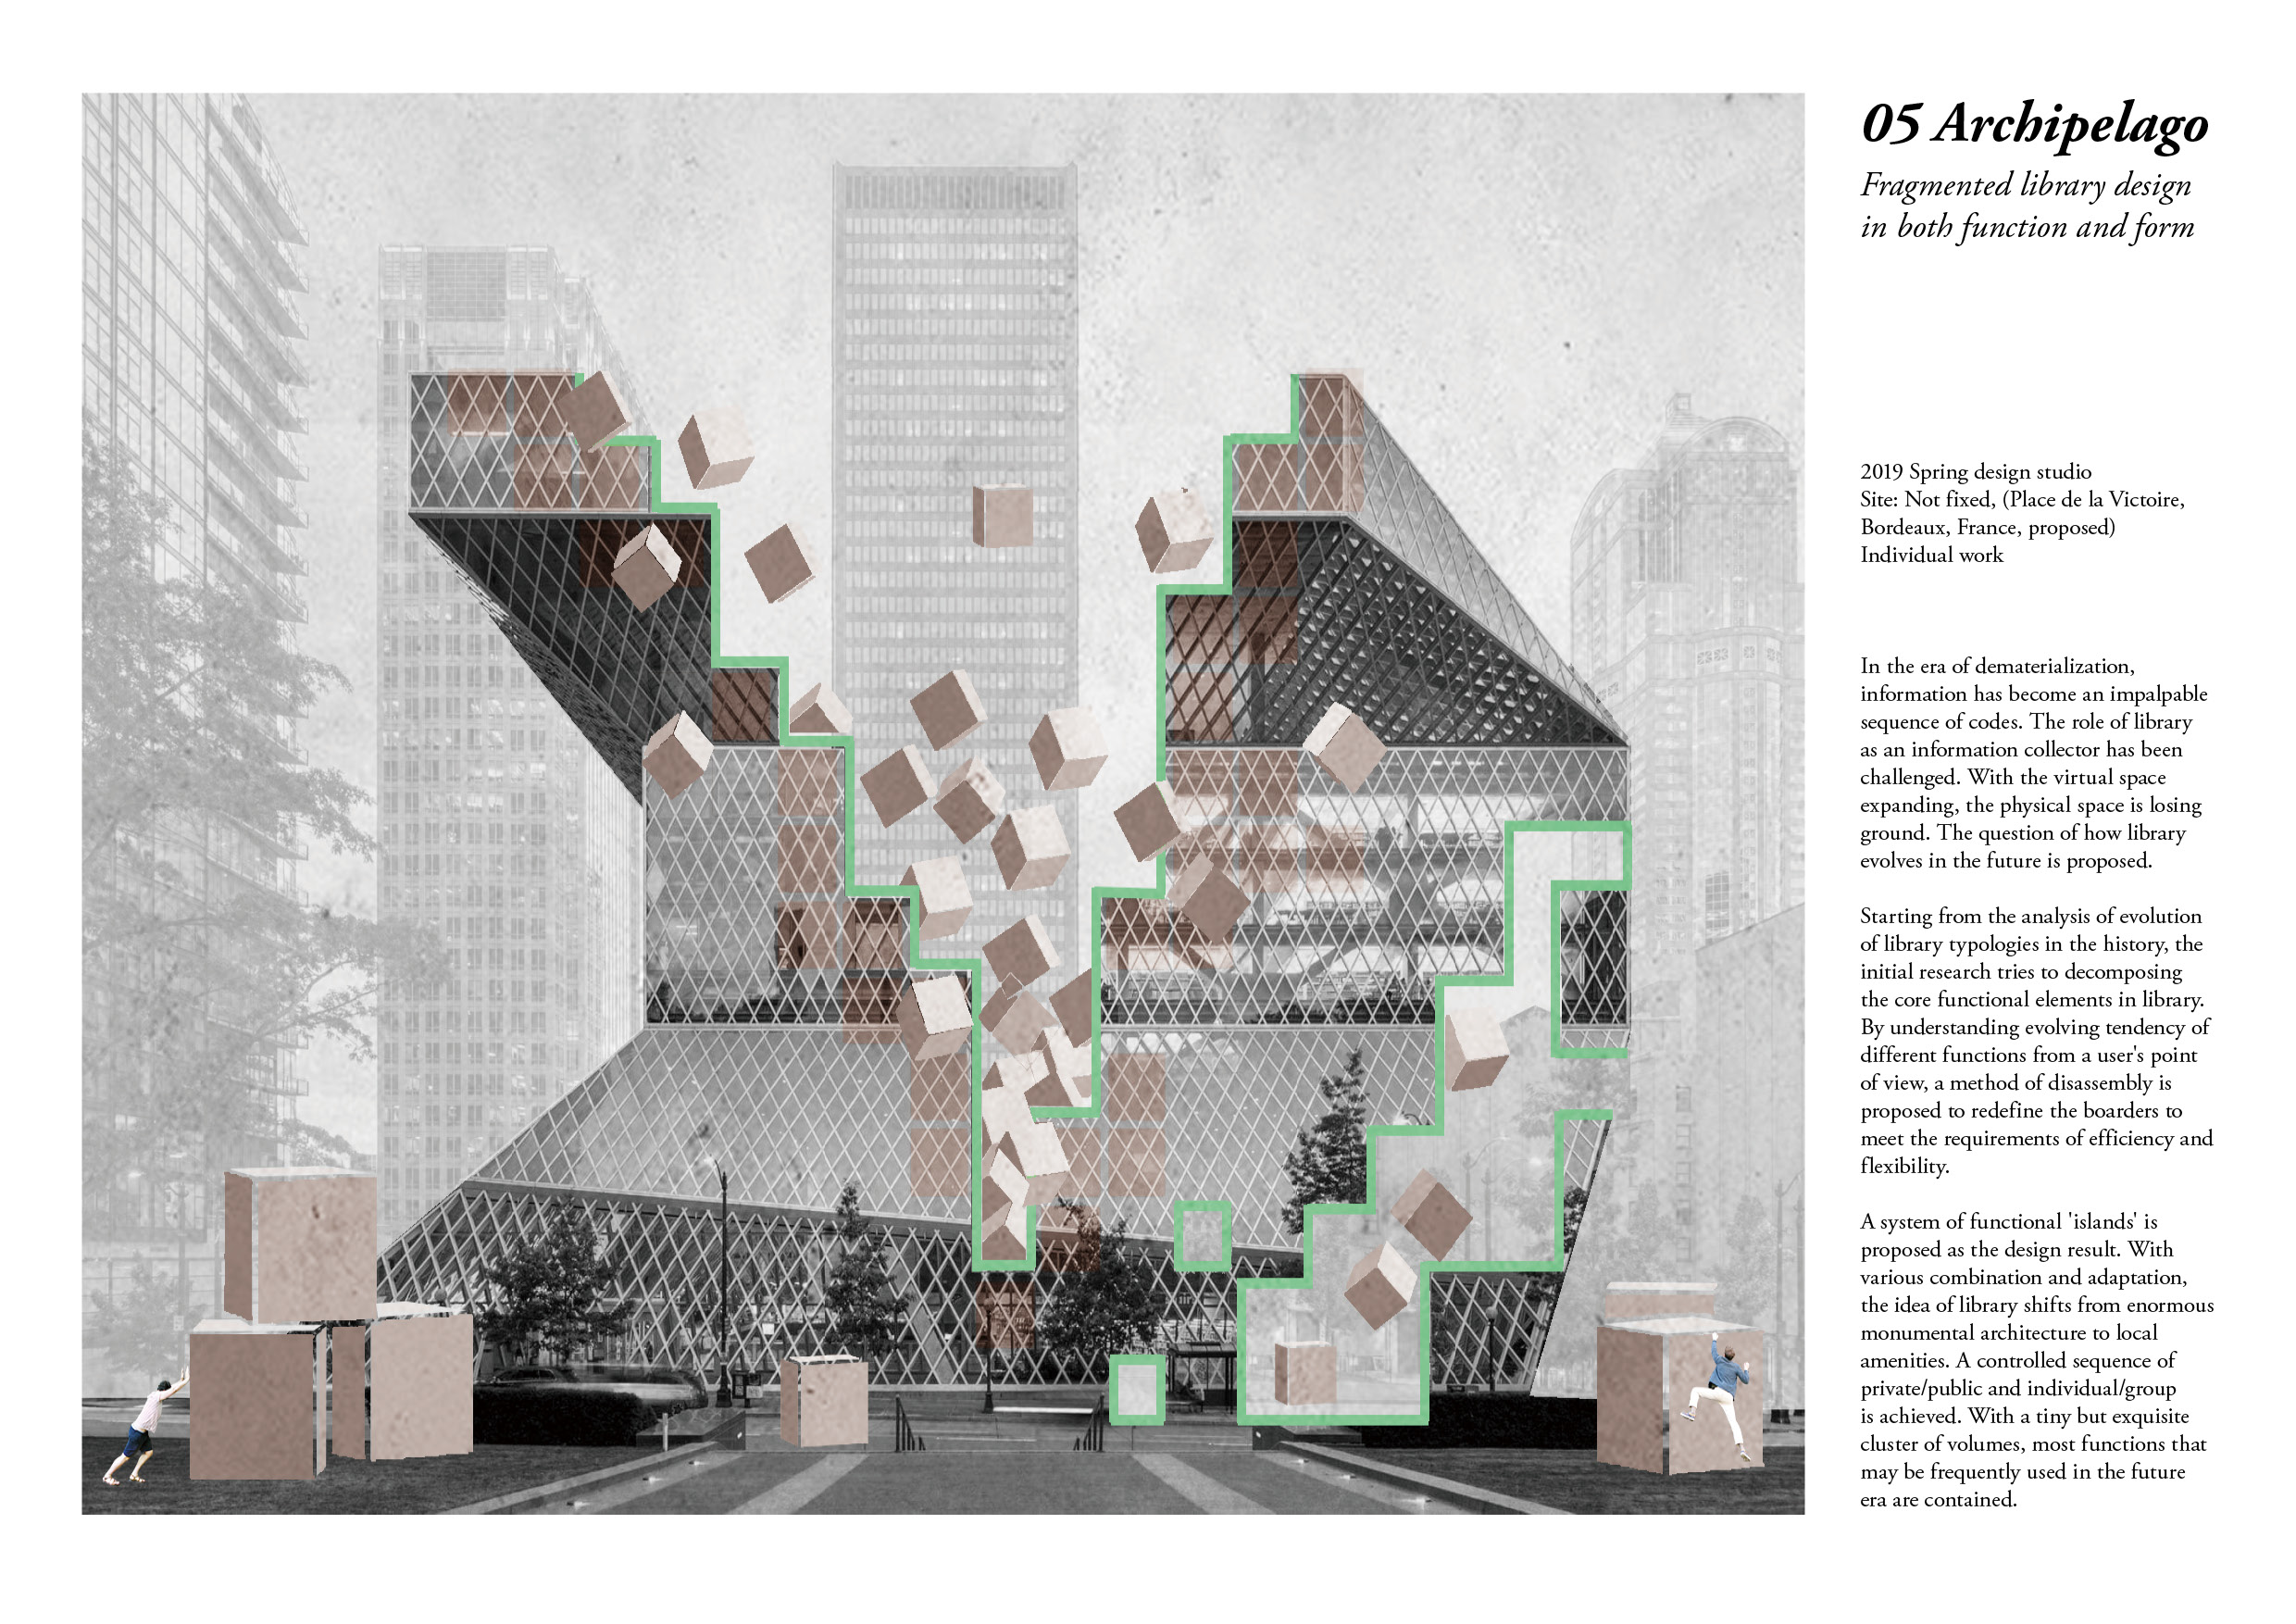 05 Archipelago
Fragmented library design
in both function and form
2019 Spring design studio
Site: Not fixed, (Place de la Victoire,
Bordeaux, France, proposed)
Individual work
In the era of dematerialization,
information has become an impalpable
sequence of codes. The role of library
as an information collector has been
challenged. With the virtual space
expanding, the physical space is losing
ground. The question of how library
evolves in the future is proposed.
Starting from the analysis of evolution
of library typologies in the history, the
initial research tries to decomposing
the core functional elements in library.
By understanding evolving tendency of
different functions from a user's point
of view, a method of disassembly is
proposed to redefine the boarders to
meet the requirements of efficiency and
flexibility.
A system of functional 'islands' is
proposed as the design result. With
various combination and adaptation,
the idea of library shifts from enormous
monumental architecture to local
amenities. A controlled sequence of
private/public and individual/group
is achieved. With a tiny but exquisite
cluster of volumes, most functions that
may be frequently used in the future
era are contained.